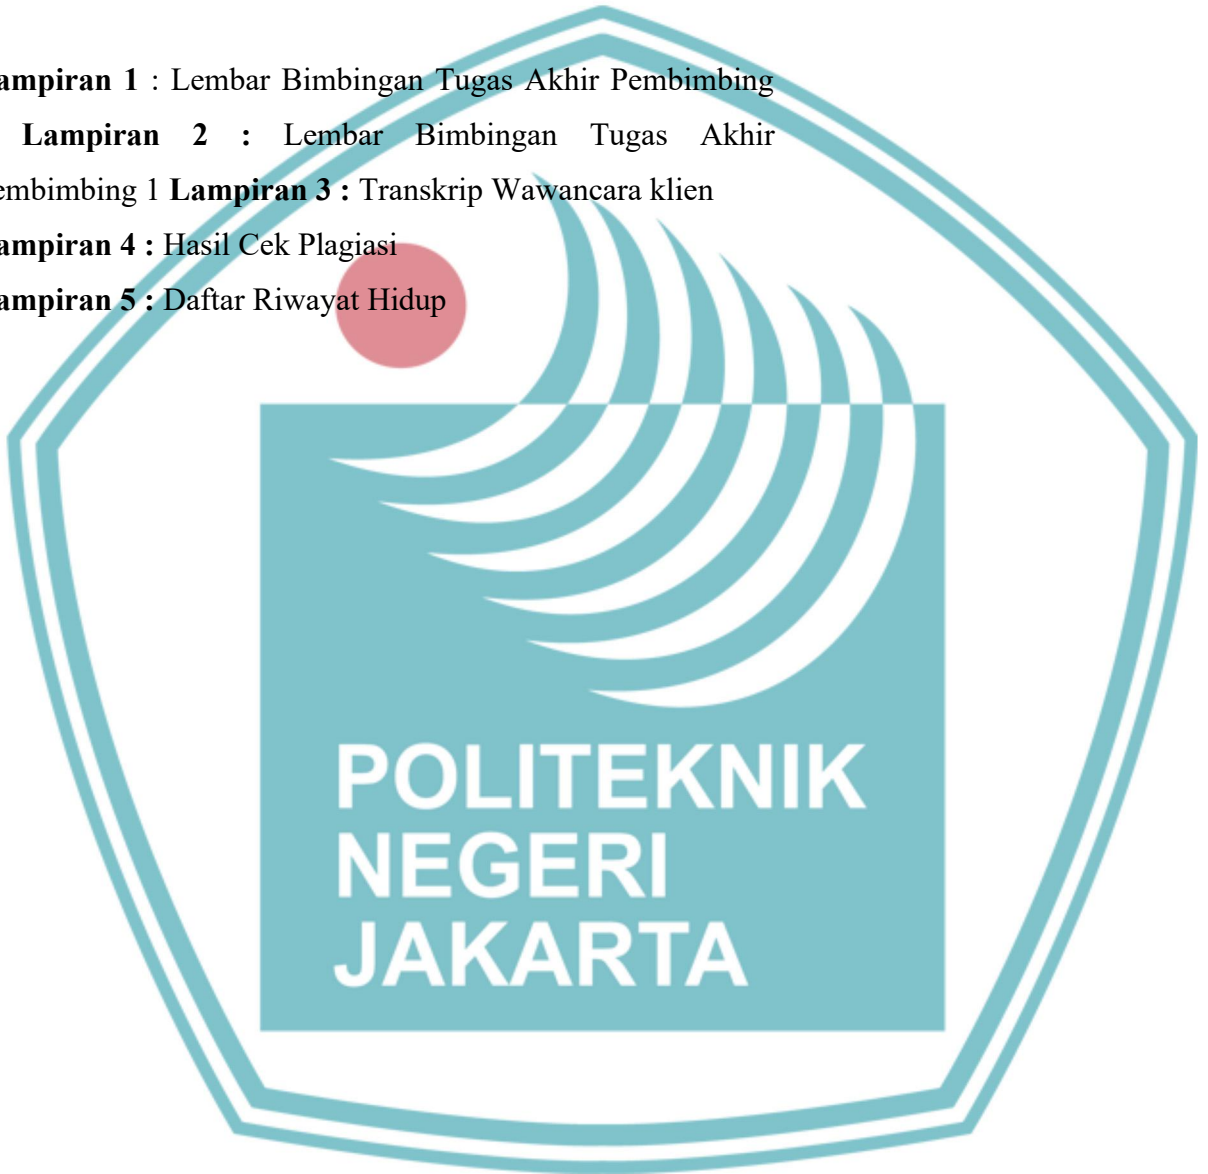 ampiran 1 : Lembar Bimbingan Tugas Akhir Pembimbing
Lampiran 2 : Lembar Bimbingan Tugas Akhir
embimbing 1 Lampiran 3 : Transkrip Wawancara klien
ampiran 4 : Hasil Cek Plagiasi
ampiran 5 : Daftar Riwayat Hidup
POLITEKNIK
NEGERI
JAKARTA